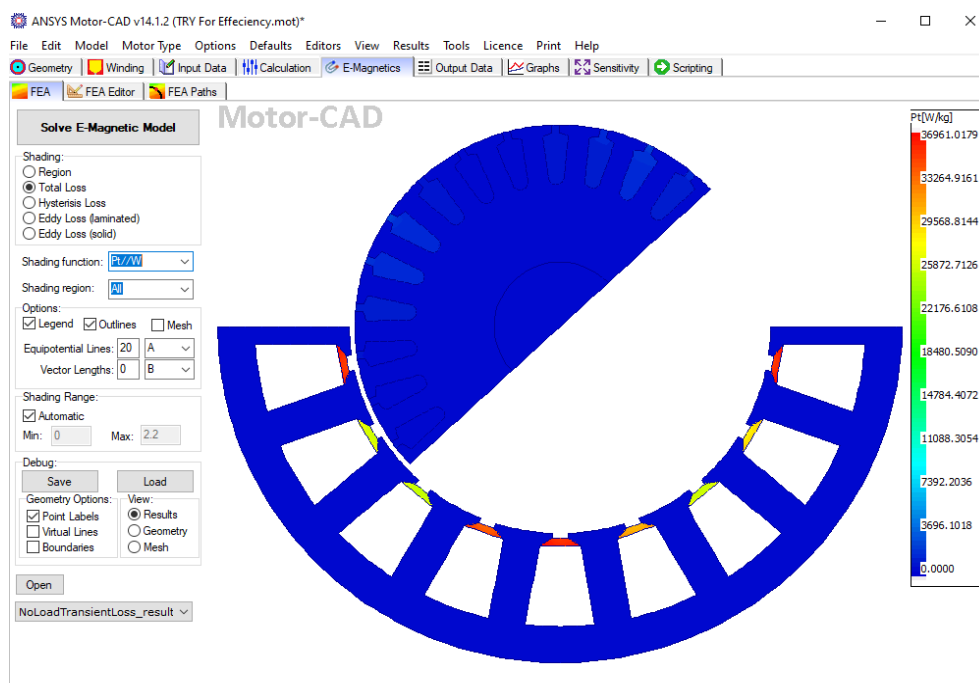 ANSYS Motor-CAD v14.1.2 (TRY For Effeciency.mot)*
File Edit Model Motor Type Options Defaults Editors View Results Tools Licence Print Help
Geometry Winding Input Data Calculation E-Magnetics Output Data Graphs Sensitivity Scripting
FEA FEA Editor FEA Paths
Solve E-Magnetic Model
Motor-CAD
Shading:
Region
Total Loss
Hysterisis Loss
Eddy Loss (laminated)
Eddy Loss (solid)
Shading function: Pt//W
Shading region: All
Options:
Legend Outlines Mesh
Equipotential Lines: 20 A
Vector Lengths: 0 B
Shading Range:
Automatic
Min: 0 Max: 2.2
Debug:
Save Load
Geometry Options: View:
Point Labels Results
Virtual Lines Geometry
Boundaries Mesh
Open
NoLoadTransientLoss_result
Pt[W/kg]
36961.0179
33264.9161
29568.8144
25872.7126
22176.6108
18480.5090
14784.4072
11088.3054
7392.2036
3696.1018
0.0000